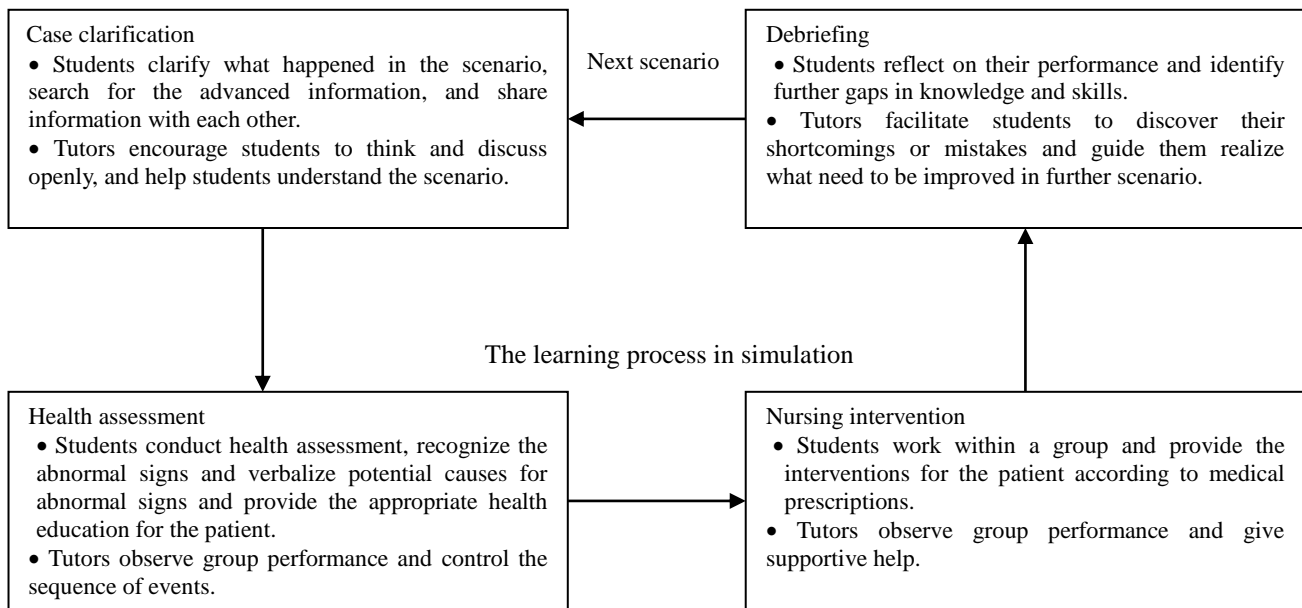 Case clarification
• Students clarify what happened in the scenario,
search for the advanced information, and share
information with each other.
• Tutors encourage students to think and discuss
openly, and help students understand the scenario.
Next scenario
Debriefing
• Students reflect on their performance and identify
further gaps in knowledge and skills.
• Tutors facilitate students to discover their
shortcomings or mistakes and guide them realize
what need to be improved in further scenario.
The learning process in simulation
Health assessment
• Students conduct health assessment, recognize the
abnormal signs and verbalize potential causes for
abnormal signs and provide the appropriate health
education for the patient.
• Tutors observe group performance and control the
sequence of events.
Nursing intervention
• Students work within a group and provide the
interventions for the patient according to medical
prescriptions.
• Tutors observe group performance and give
supportive help.